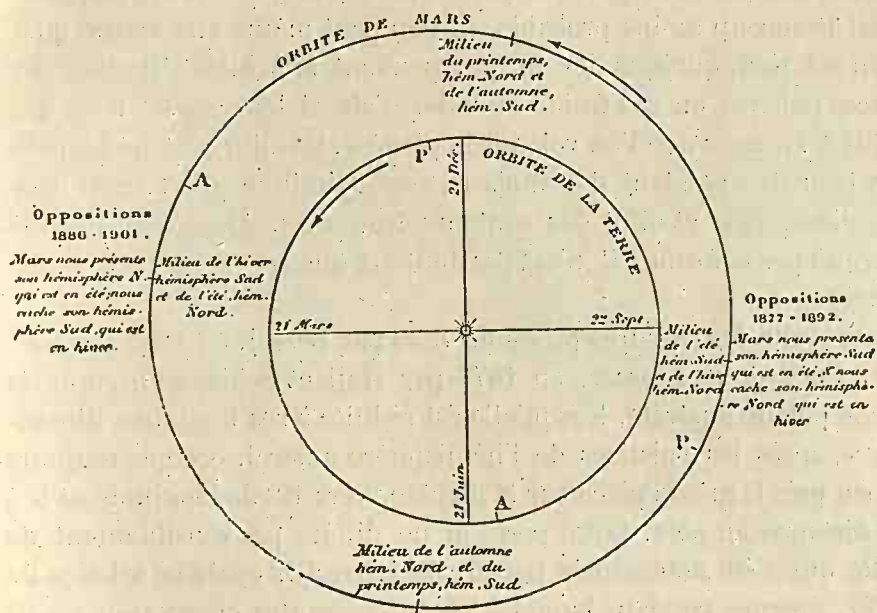 ORBITE DE MARS
Milieu
du printemps,
hém. Nord et
de l'automne,
hém. Sud.
P
21 Déc.
ORBITE DE LA TERRE
A
Oppositions
1886 - 1901.
Mars nous présente
son hémisphère N.
qui est en été; nous
cache son hémis-
phère Sud, qui est
en hiver.
Milieu de l'hiver
hémisphère Sud
et de l'été, hém.
Nord.
21 Mars
22 Sept.
Milieu
de l'été
hém. Sud
et de l'hiver
hém. Nord
Oppositions
1877 - 1892.
Mars nous présente
son hémisphère Sud
qui est en été, & nous
cache son hémisphè-
re Nord qui est en
hiver
P
21 Juin
A
Milieu de l'automne
hém. Nord et du
printemps, hém. Sud